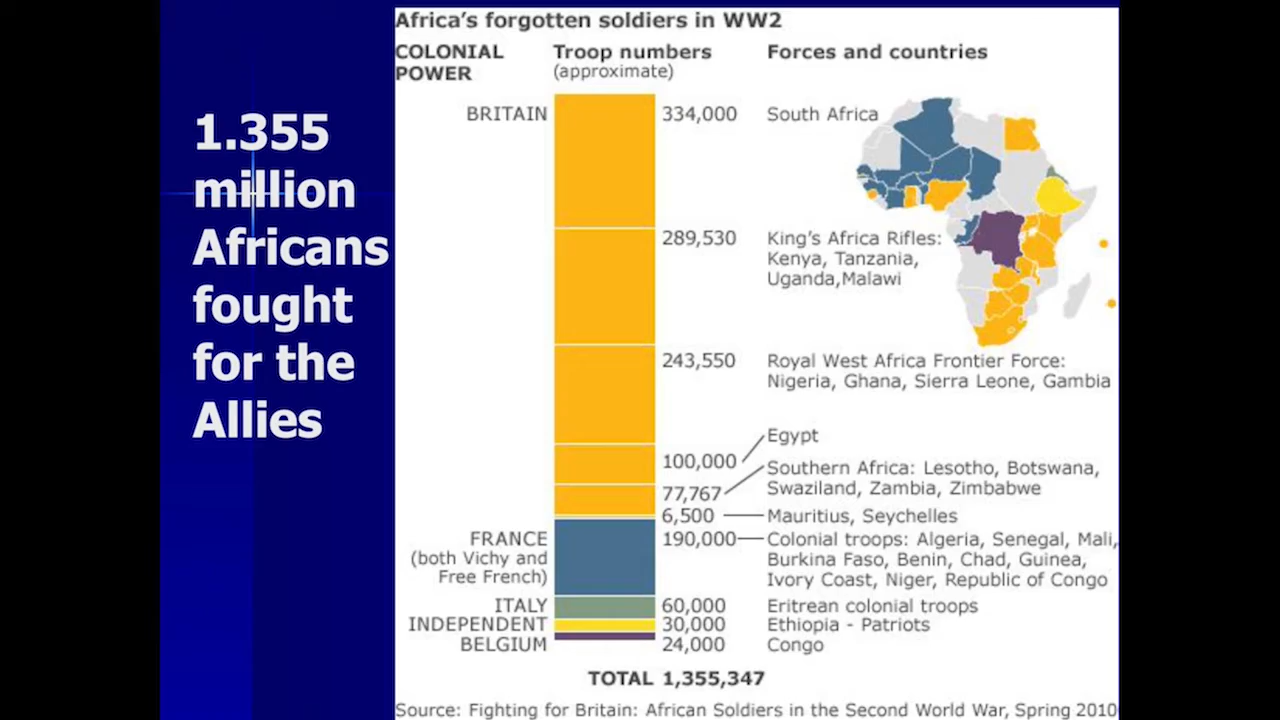 1.355
million
Africans
fought
for the
Allies
Africa's forgotten soldiers in WW2
COLONIAL
POWER
Troop numbers
(approximate)
Forces and countries
BRITAIN
334,000
South Africa
289,530
King's Africa Rifles:
Kenya, Tanzania,
Uganda,Malawi
243,550
Royal West Africa Frontier Force:
Nigeria, Ghana, Sierra Leone, Gambia
100,000
Egypt
77,767
Southern Africa: Lesotho, Botswana,
Swaziland, Zambia, Zimbabwe
6,500
Mauritius, Seychelles
FRANCE
(both Vichy and
Free French)
190,000
Colonial troops: Algeria, Senegal, Mali,
Burkina Faso, Benin, Chad, Guinea,
Ivory Coast, Niger, Republic of Congo
ITALY
60,000
Eritrean colonial troops
INDEPENDENT
30,000
Ethiopia - Patriots
BELGIUM
24,000
Congo
TOTAL 1,355,347
Source: Fighting for Britain: African Soldiers in the Second World War, Spring 2010